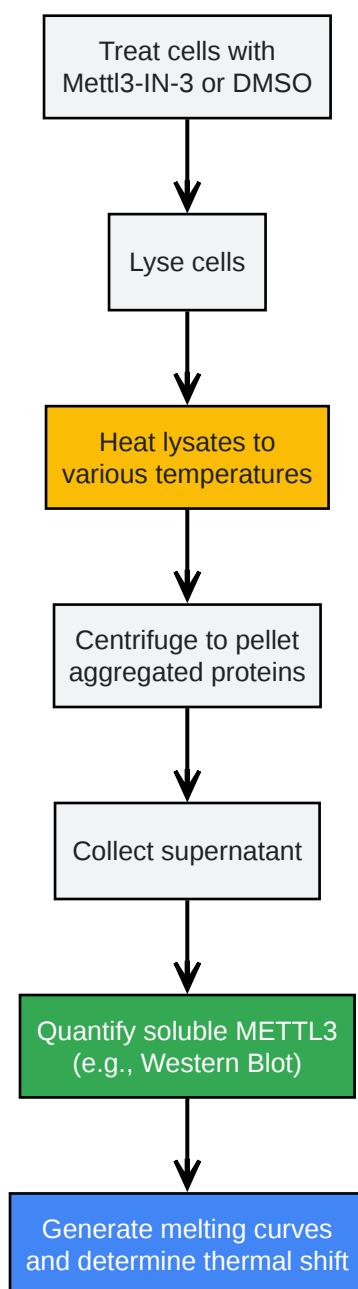 Treat cells with
Mettl3-IN-3 or DMSO
Lyse cells
Heat lysates to
various temperatures
Centrifuge to pellet
aggregated proteins
Collect supernatant
Quantify soluble METTL3
(e.g., Western Blot)
Generate melting curves
and determine thermal shift